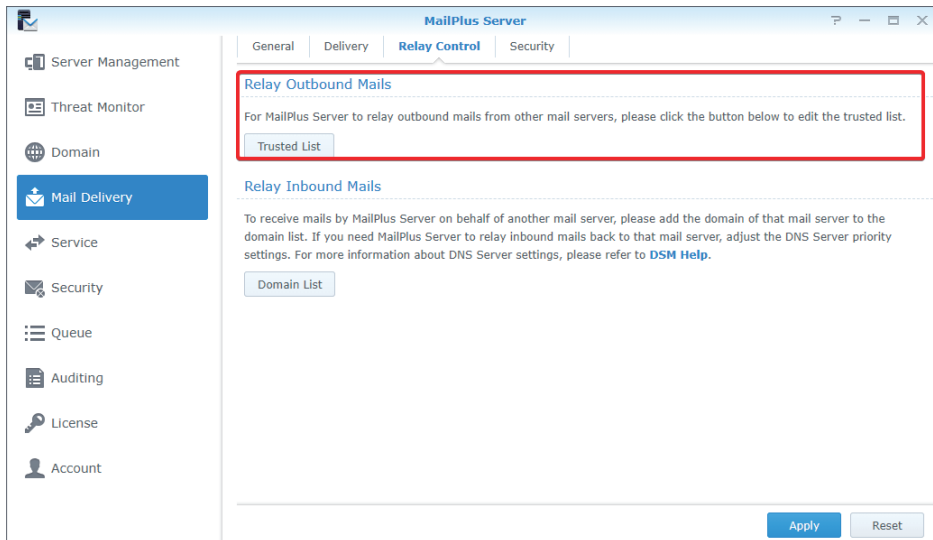 MailPlus Server
General
Delivery
Relay Control
Security
Server Management
Threat Monitor
Domain
Mail Delivery
Service
Security
Queue
Auditing
License
Account
Relay Outbound Mails
For MailPlus Server to relay outbound mails from other mail servers, please click the button below to edit the trusted list.
Trusted List
Relay Inbound Mails
To receive mails by MailPlus Server on behalf of another mail server, please add the domain of that mail server to the
domain list. If you need MailPlus Server to relay inbound mails back to that mail server, adjust the DNS Server priority
settings. For more information about DNS Server settings, please refer to DSM Help.
Domain List
Apply
Reset